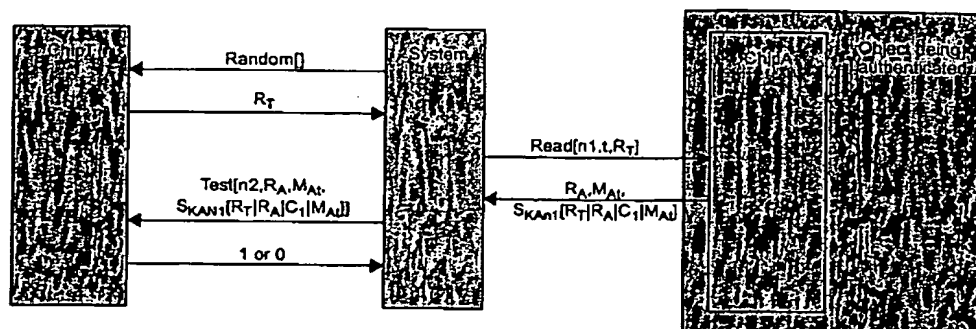 ChipT
System
ChipA
Object being
authenticated
Random[]
R_T
Read[n1,t,R_T]
R_A,M_At,
S_KAN1{R_T|R_A|C_1|M_At}
Test[n2,R_A,M_At,
S_KAN1{R_T|R_A|C_1|M_At}]
1 or 0